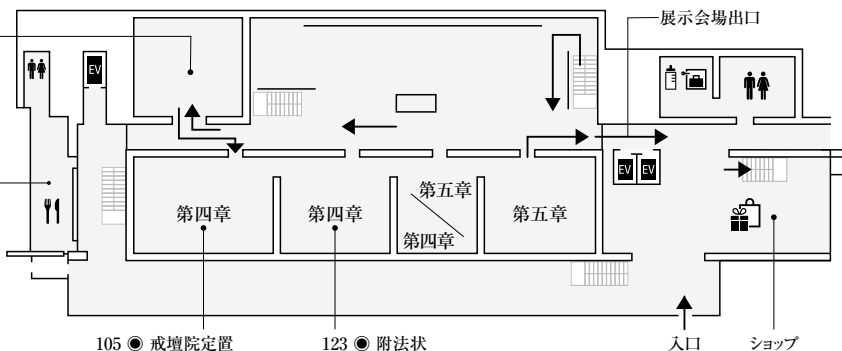 展示会場出口
EV
EV EV
第四章
第四章
第五章
第四章
第五章
105 ◉ 戒壇院定置
123 ◉ 附法状
入口
ショップ